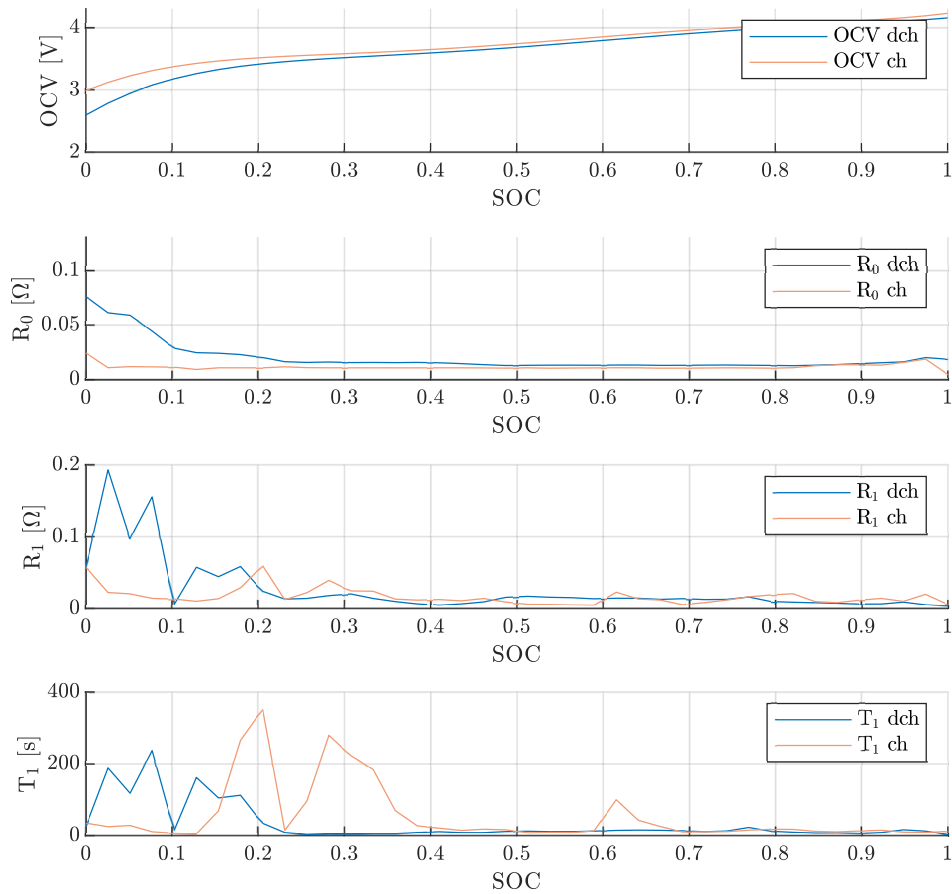 OCV [V]
4
3
2
OCV dch
OCV ch
0 0.1 0.2 0.3 0.4 0.5 0.6 0.7 0.8 0.9 1
SOC
R₀ [Ω]
0.1
0.05
0
R₀ dch
R₀ ch
0 0.1 0.2 0.3 0.4 0.5 0.6 0.7 0.8 0.9 1
SOC
R₁ [Ω]
0.2
0.1
0
R₁ dch
R₁ ch
0 0.1 0.2 0.3 0.4 0.5 0.6 0.7 0.8 0.9 1
SOC
T₁ [s]
400
200
0
T₁ dch
T₁ ch
0 0.1 0.2 0.3 0.4 0.5 0.6 0.7 0.8 0.9 1
SOC